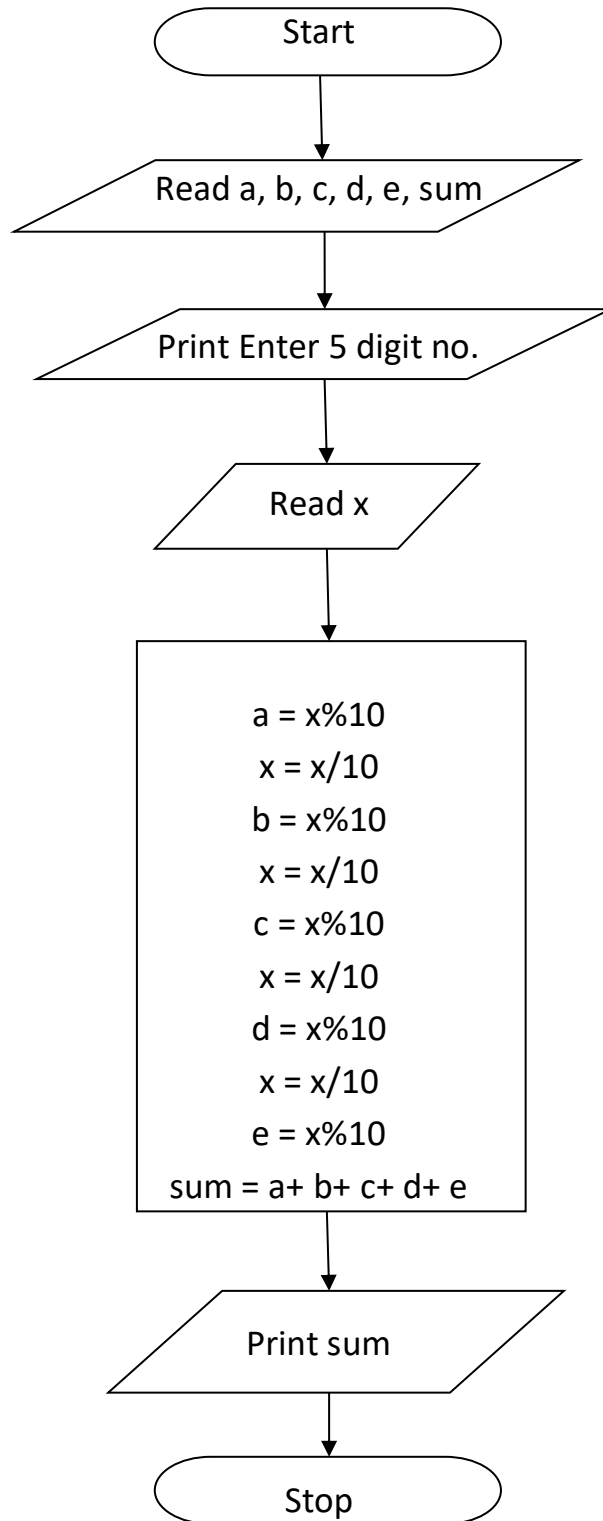 Start
Read a, b, c, d, e, sum
Print Enter 5 digit no.
Read x
a = x%10
x = x/10
b = x%10
x = x/10
c = x%10
x = x/10
d = x%10
x = x/10
e = x%10
sum = a+ b+ c+ d+ e
Print sum
Stop